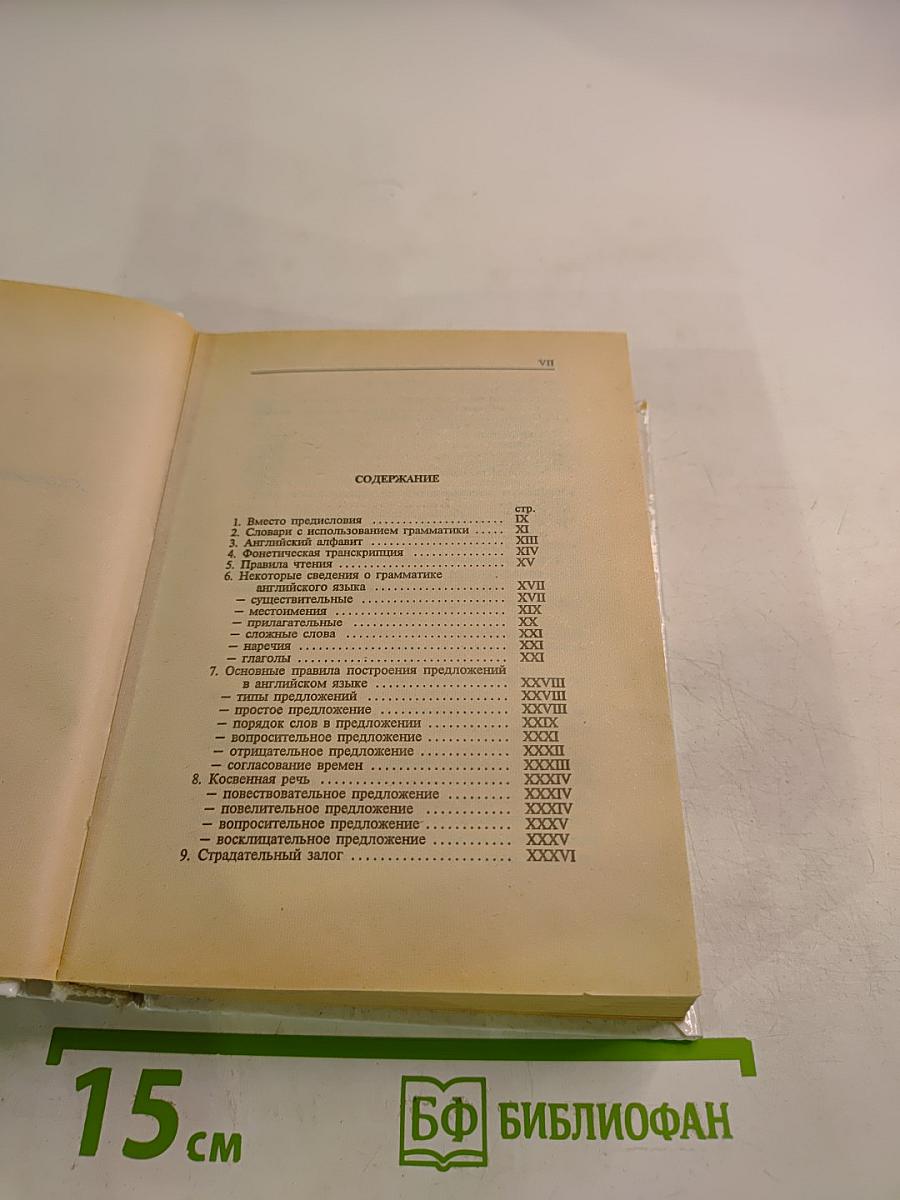 VII
СОДЕРЖАНИЕ
стр.
1. Вместо предисловия ...................... IX
2. Словари с использованием грамматики ..... XI
3. Английский алфавит ...................... XIII
4. Фонетическая транскрипция ............... XIV
5. Правила чтения .......................... XV
6. Некоторые сведения о грамматике
английского языка ...................... XVII
– существительные ........................ XVII
– местоимения ............................ XIX
– прилагательные ......................... XX
– сложные слова .......................... XXI
– наречия ................................ XXI
– глаголы ................................ XXI
7. Основные правила построения предложений
в английском языке ..................... XXVIII
– типы предложений ....................... XXVIII
– простое предложение .................... XXVIII
– порядок слов в предложении ............. XXIX
– вопросительное предложение ............. XXXI
– отрицательное предложение .............. XXXII
– согласование времен .................... XXXIII
8. Косвенная речь .......................... XXXIV
– повествовательное предложение .......... XXXIV
– повелительное предложение .............. XXXIV
– вопросительное предложение ............. XXXV
– восклицательное предложение ............ XXXV
9. Страдательный залог ..................... XXXVI
15 см
БФ БИБЛИОФАН